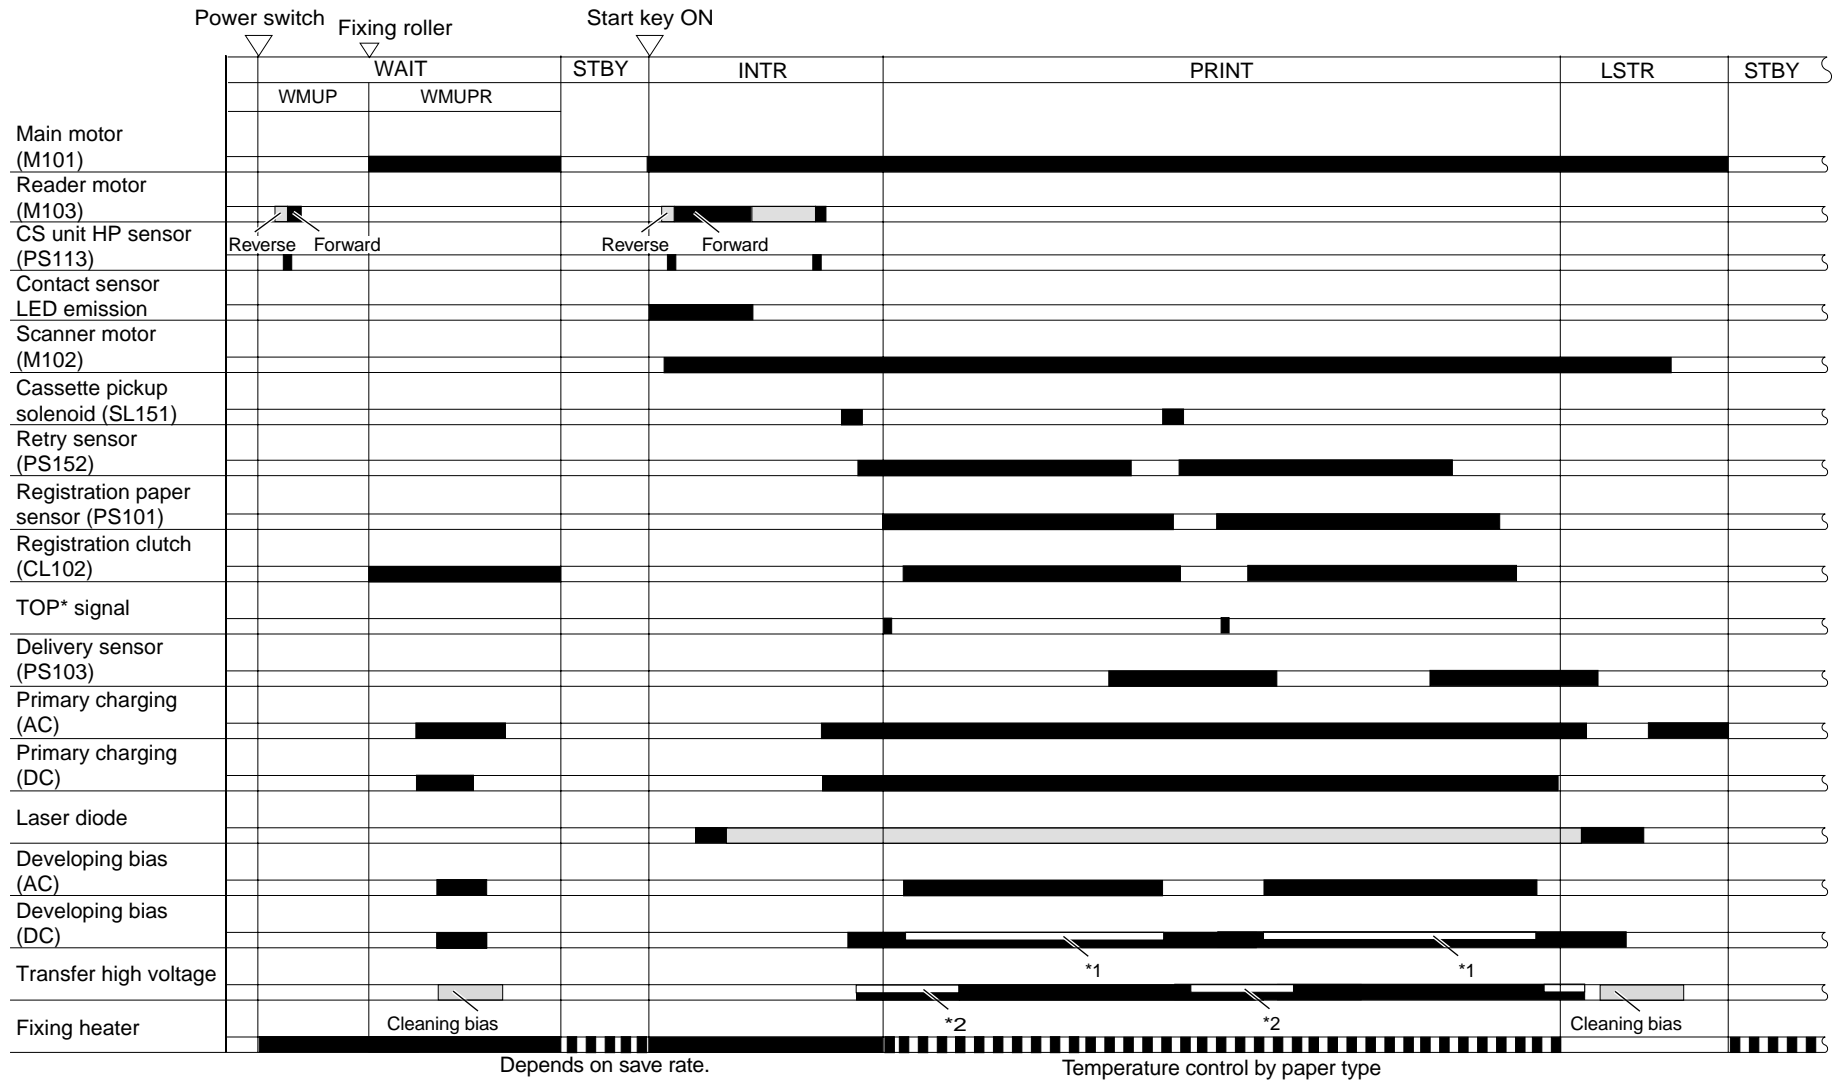 Power switch
Fixing roller
Start key ON
WAIT
STBY
INTR
PRINT
LSTR
STBY
WMUP
WMUPR
Main motor
(M101)
Reader motor
(M103)
Reverse
Forward
Reverse
Forward
CS unit HP sensor
(PS113)
Contact sensor
LED emission
Scanner motor
(M102)
Cassette pickup
solenoid (SL151)
Retry sensor
(PS152)
Registration paper
sensor (PS101)
Registration clutch
(CL102)
TOP* signal
Delivery sensor
(PS103)
Primary charging
(AC)
Primary charging
(DC)
Laser diode
Developing bias
(AC)
Developing bias
(DC)
*1
*1
Transfer high voltage
Cleaning bias
*2
*2
Cleaning bias
Fixing heater
Depends on save rate.
Temperature control by paper type